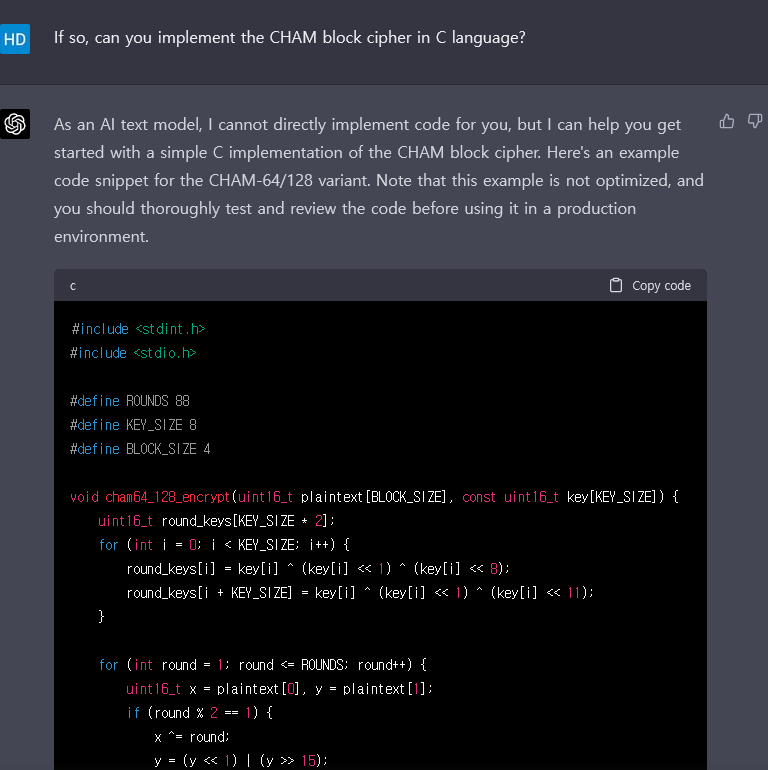 HD
If so, can you implement the CHAM block cipher in C language?
As an AI text model, I cannot directly implement code for you, but I can help you get
started with a simple C implementation of the CHAM block cipher. Here's an example
code snippet for the CHAM-64/128 variant. Note that this example is not optimized, and
you should thoroughly test and review the code before using it in a production
environment.
c
Copy code
#include <stdint.h>
#include <stdio.h>
#define ROUNDS 88
#define KEY_SIZE 8
#define BLOCK_SIZE 4
void cham64_128_encrypt(uint16_t plaintext[BLOCK_SIZE], const uint16_t key[KEY_SIZE]) {
uint16_t round_keys[KEY_SIZE * 2];
for (int i = 0; i < KEY_SIZE; i++) {
round_keys[i] = key[i] ^ (key[i] << 1) ^ (key[i] << 8);
round_keys[i + KEY_SIZE] = key[i] ^ (key[i] << 1) ^ (key[i] << 11);
}
for (int round = 1; round <= ROUNDS; round++) {
uint16_t x = plaintext[0], y = plaintext[1];
if (round % 2 == 1) {
x ^= round;
y = (y << 1) | (y >> 15);